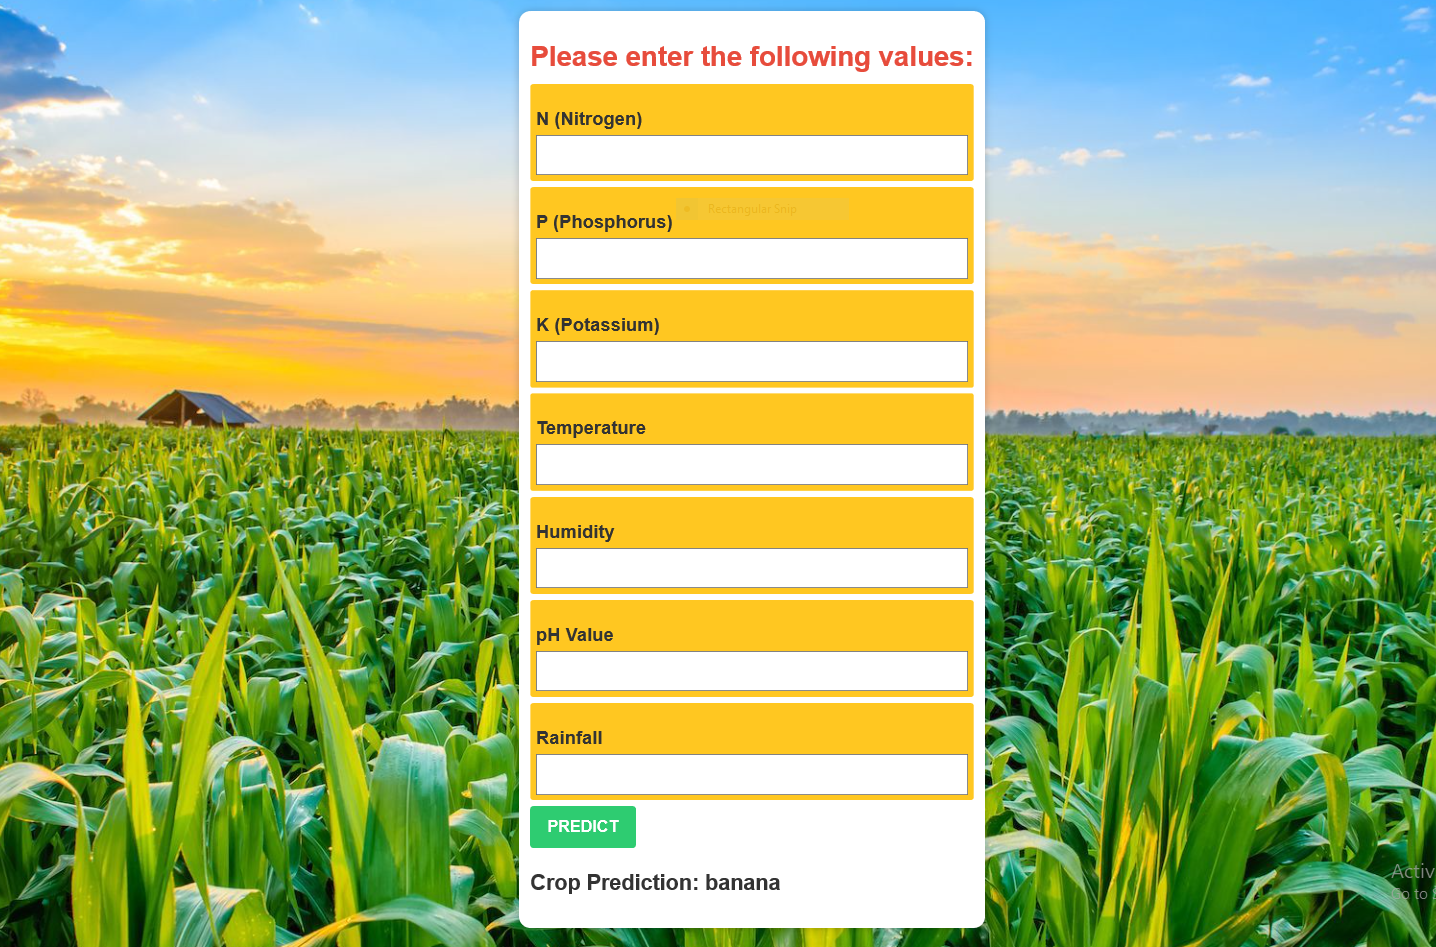 Please enter the following values:
N (Nitrogen)
Rectangular Snip
P (Phosphorus)
K (Potassium)
Temperature
Humidity
pH Value
Rainfall
PREDICT
Crop Prediction: banana
Activ
Go to